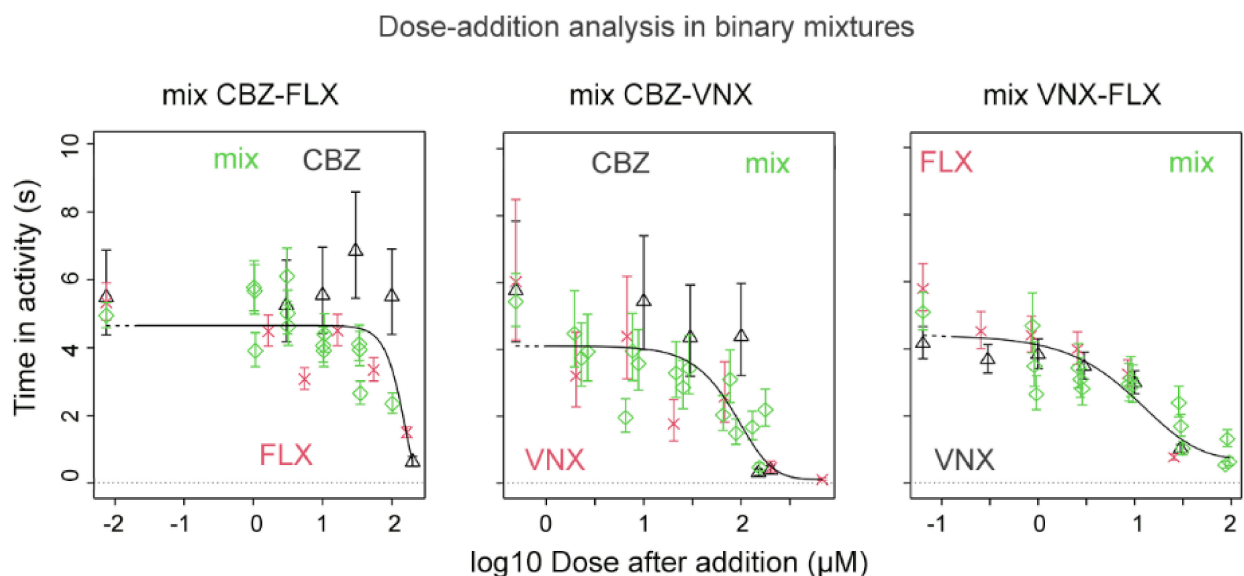 Dose-addition analysis in binary mixtures
mix CBZ-FLX
mix CBZ-VNX
mix VNX-FLX
Time in activity (s)
10
8
6
4
2
0
mix CBZ
FLX
-2 -1 0 1 2
CBZ mix
VNX
0 1 2
FLX mix
VNX
-1 0 1 2
log10 Dose after addition (µM)